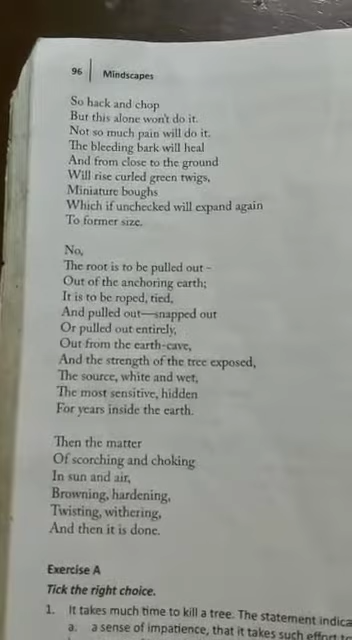 96 | Mindscapes
So hack and chop
But this alone won't do it.
Not so much pain will do it.
The bleeding bark will heal
And from close to the ground
Will rise curled green twigs,
Miniature boughs
Which if unchecked will expand again
To former size.
No,
The root is to be pulled out -
Out of the anchoring earth;
It is to be roped, tied,
And pulled out—snapped out
Or pulled out entirely,
Out from the earth-cave,
And the strength of the tree exposed,
The source, white and wet,
The most sensitive, hidden
For years inside the earth.
Then the matter
Of scorching and choking
In sun and air,
Browning, hardening,
Twisting, withering,
And then it is done.
Exercise A
Tick the right choice.
1. It takes much time to kill a tree. The statement indica
a. a sense of impatience, that it takes such effort